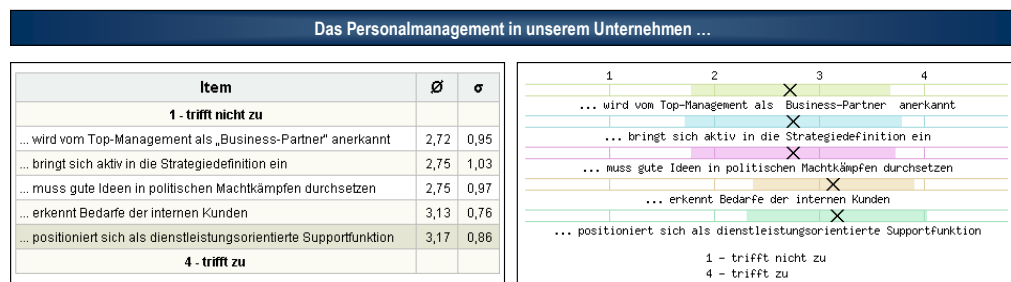 Das Personalmanagement in unserem Unternehmen ...
Item Ø σ
1 - trifft nicht zu
... wird vom Top-Management als „Business-Partner" anerkannt 2,72 0,95
... bringt sich aktiv in die Strategiedefinition ein 2,75 1,03
... muss gute Ideen in politischen Machtkämpfen durchsetzen 2,75 0,97
... erkennt Bedarfe der internen Kunden 3,13 0,76
... positioniert sich als dienstleistungsorientierte Supportfunktion 3,17 0,86
4 - trifft zu
1 2 3 4
... wird vom Top-Management als Business-Partner anerkannt
... bringt sich aktiv in die Strategiedefinition ein
... muss gute Ideen in politischen Machtkämpfen durchsetzen
... erkennt Bedarfe der internen Kunden
... positioniert sich als dienstleistungsorientierte Supportfunktion
1 - trifft nicht zu
4 - trifft zu